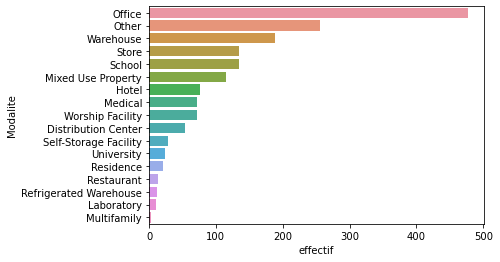 Office
Other
Warehouse
Store
School
Mixed Use Property
Hotel
Medical
Worship Facility
Distribution Center
Self-Storage Facility
University
Residence
Restaurant
Refrigerated Warehouse
Laboratory
Multifamily
Modalite
0 100 200 300 400 500
effectif